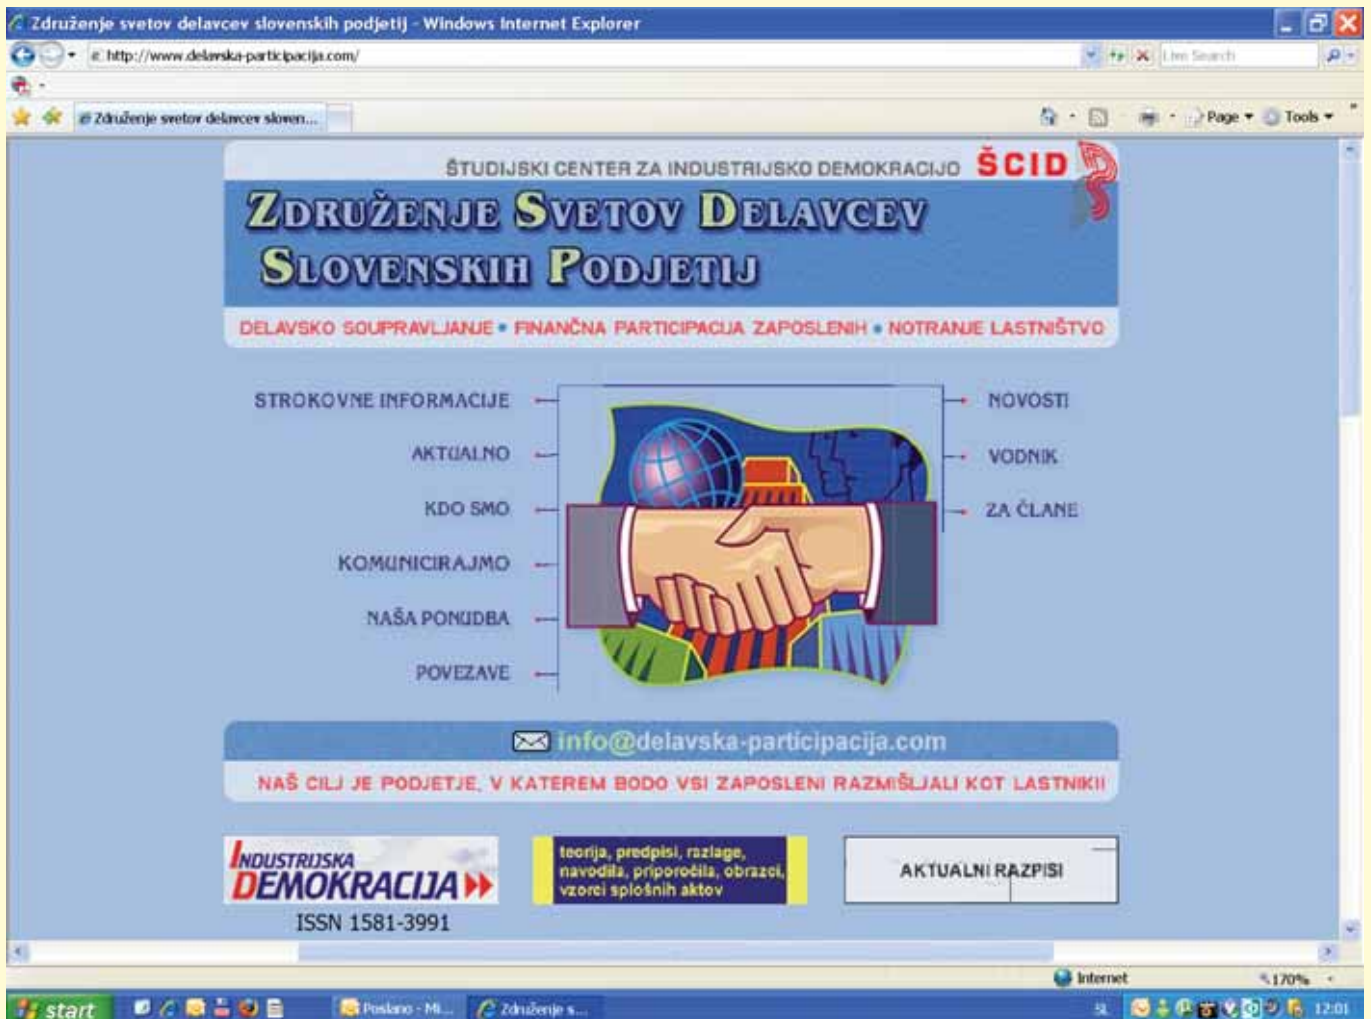 Združenje svetov delavcev slovenskih podjetij - Windows Internet Explorer
http://www.delavska-participacija.com/
Live Search
Združenje svetov delavcev sloven...
Page
Tools
ŠTUDIJSKI CENTER ZA INDUSTRIJSKO DEMOKRACIJO ŠCID
ZDRUŽENJE SVETOV DELAVCEV
SLOVENSKIH PODJETIJ
DELAVSKO SOUPRAVLJANJE • FINANČNA PARTICIPACIJA ZAPOSLENIH • NOTRANJE LASTNIŠTVO
STROKOVNE INFORMACIJE
AKTUALNO
KDO SMO
KOMUNICIRAJMO
NAŠA PONUDBA
POVEZAVE
NOVOSTI
VODNIK
ZA ČLANE
info@delavska-participacija.com
NAŠ CILJ JE PODJETJE, V KATEREM BODO VSI ZAPOSLENI RAZMIŠLJALI KOT LASTNIKI!
INDUSTRIJSKA
DEMOKRACIJA
ISSN 1581-3991
teorija, predpisi, razlage,
navodila, priporočila, obrazci,
vzorci splošnih aktov
AKTUALNI RAZPISI
Internet
170%
start
Poslano - Mi...
Združenje s...
SL
12:01